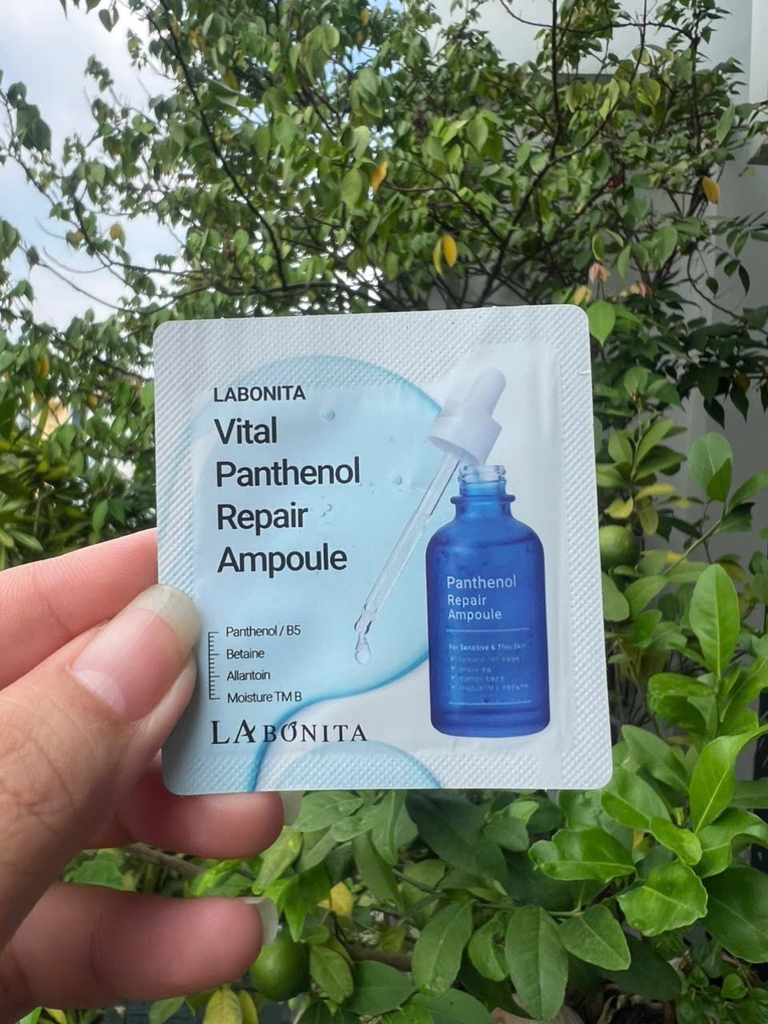 LABONITA
Vital
Panthenol
Repair
Ampoule
Panthenol / B5
Betaine
Allantoin
Moisture TM B
LABONITA
Panthenol
Repair
Ampoule
For Sensitive & Thin Skin